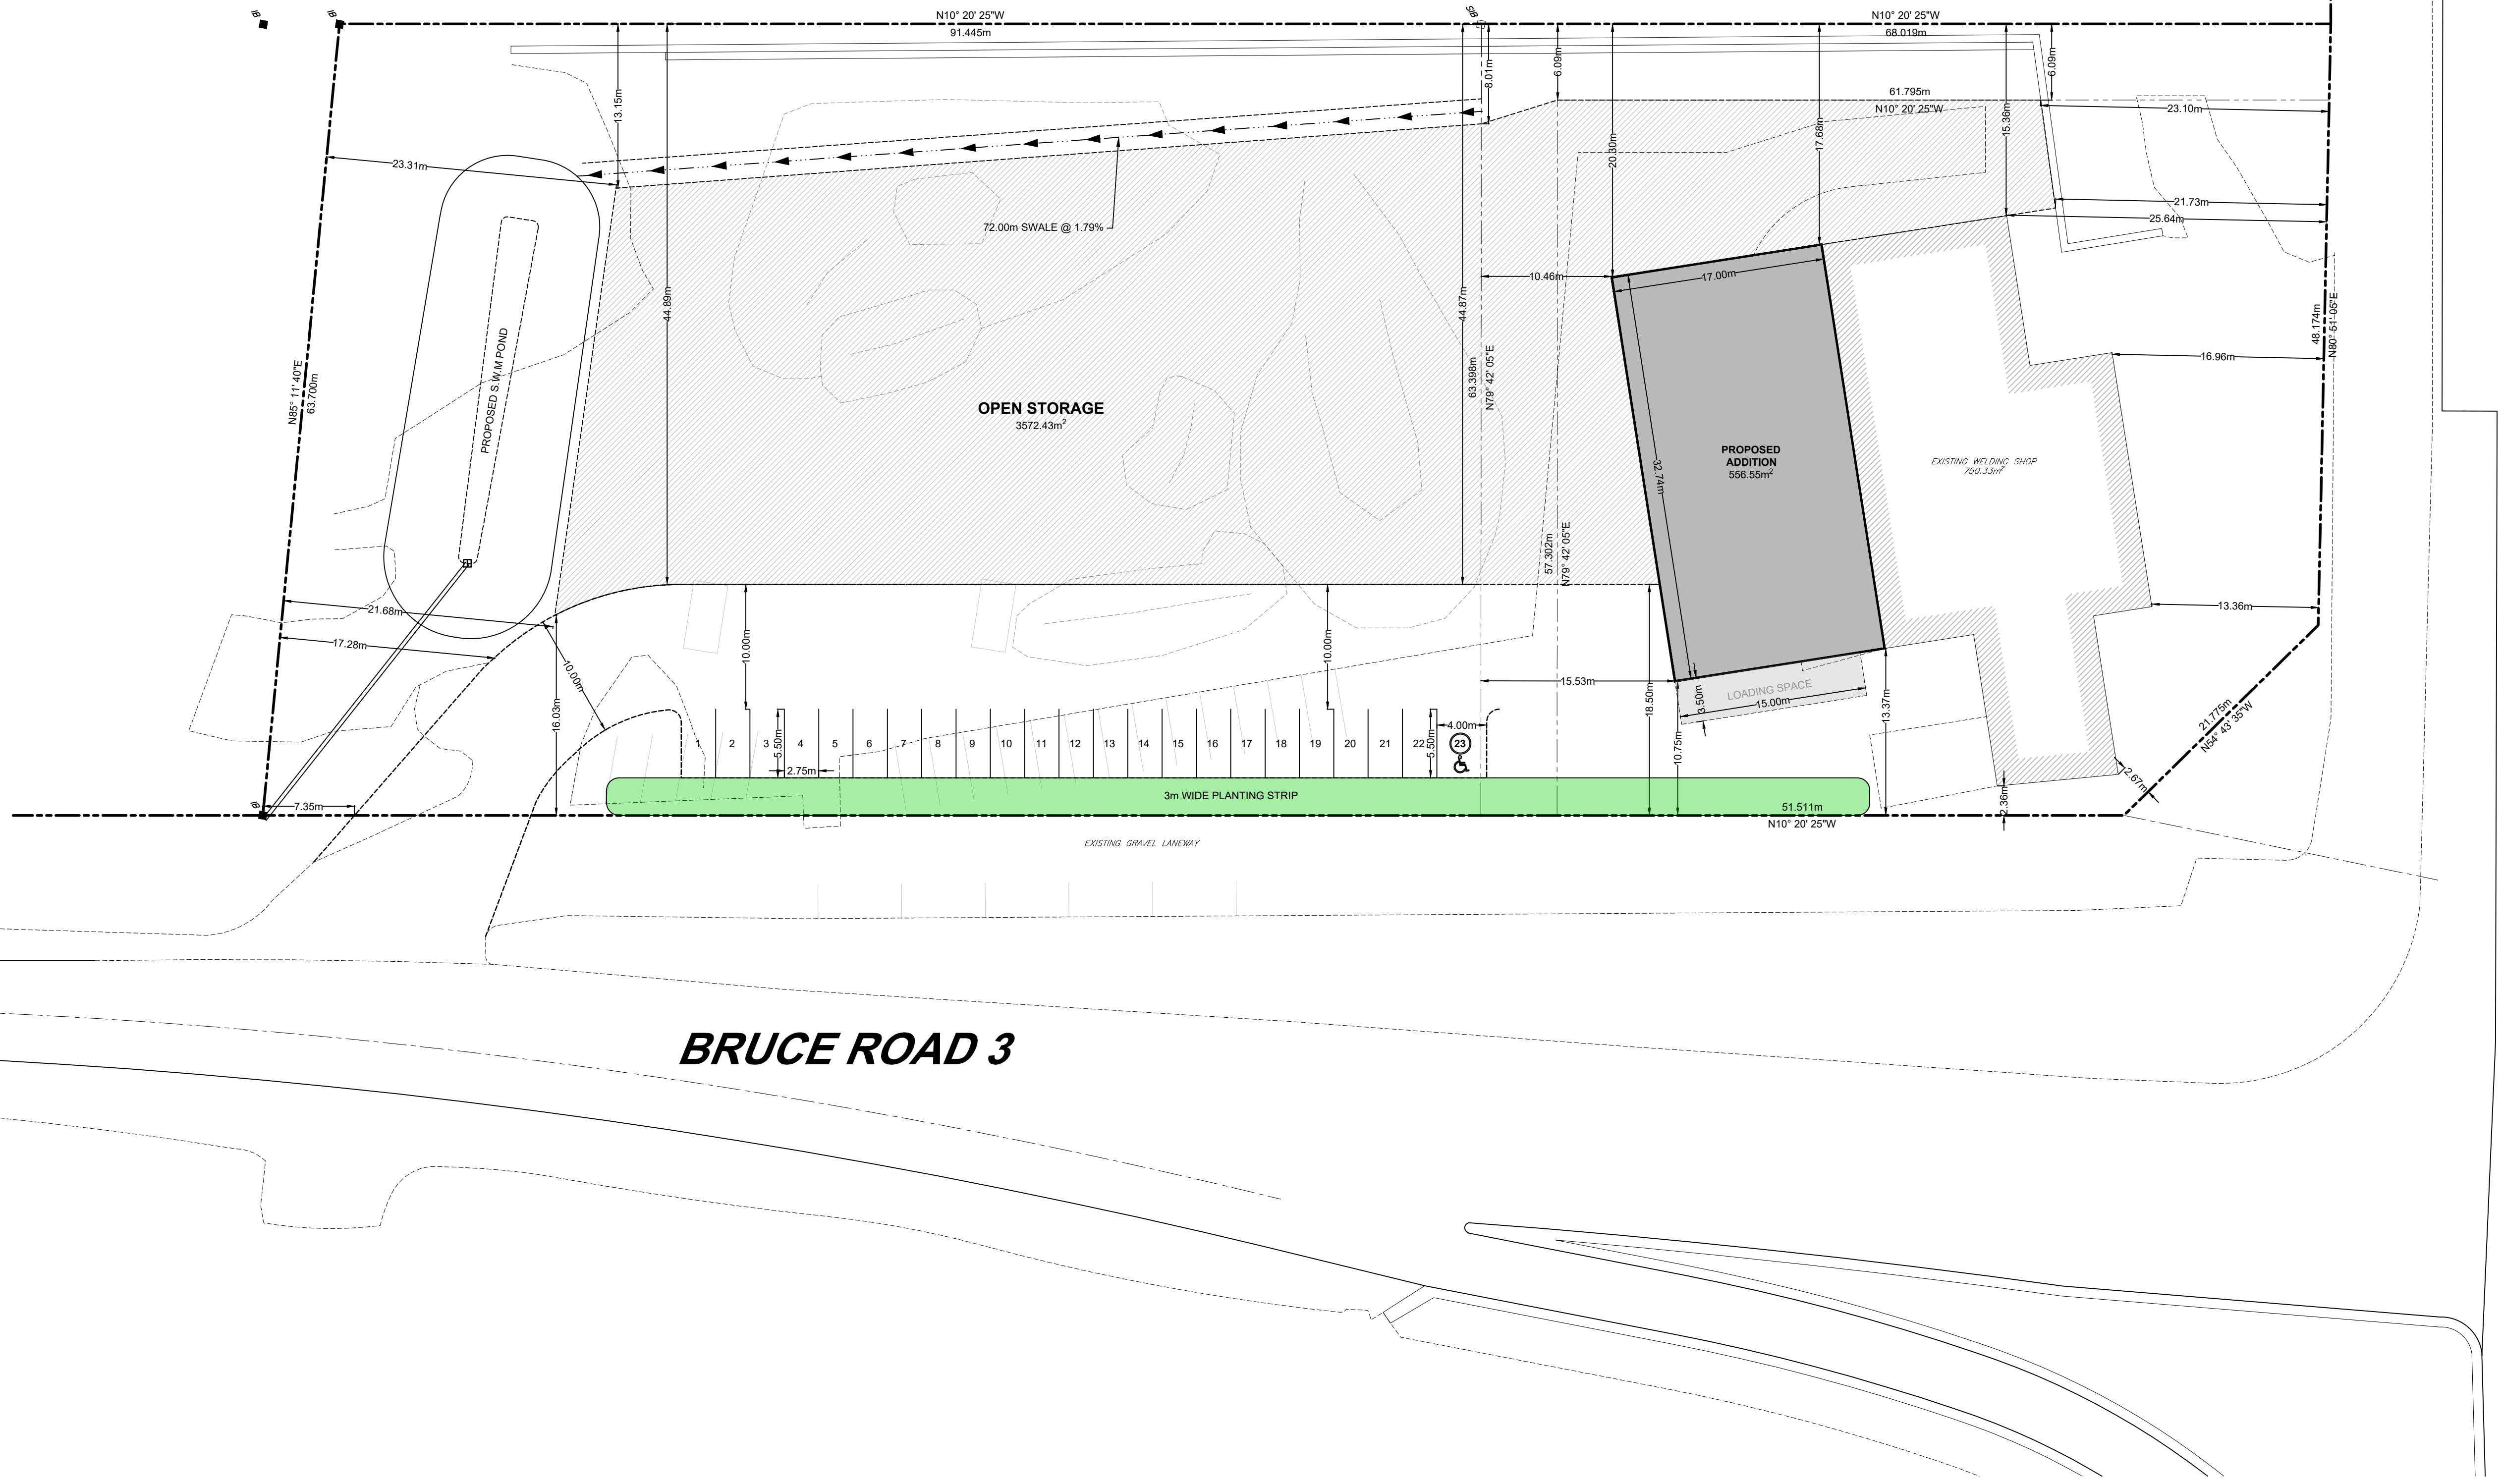 IB
IB
N10° 20' 25"W
91.445m
SIB
N10° 20' 25"W
68.019m
13.15m
8.01m
6.09m
6.09m
61.795m
N10° 20' 25"W
23.10m
23.31m
20.30m
17.68m
15.36m
21.73m
25.64m
72.00m SWALE @ 1.79%
10.46m
17.00m
44.89m
44.87m
N85° 11' 40"E
63.700m
PROPOSED S.W.M POND
63.398m
N79° 42' 05"E
48.174m
N80° 51' 05"E
16.96m
OPEN STORAGE
3572.43m²
PROPOSED
ADDITION
556.55m²
32.74m
EXISTING WELDING SHOP
750.33m²
57.302m
N79° 42' 05"E
21.68m
17.28m
10.00m
10.00m
10.00m
13.36m
16.03m
15.53m
18.50m
LOADING SPACE
3.50m
15.00m
13.37m
10.75m
21.775m
N54° 43' 35"W
1 2 3 4 5 6 7 8 9 10 11 12 13 14 15 16 17 18 19 20 21 22 23
5.50m
2.75m
5.50m
4.00m
2.67m
2.36m
IB
7.35m
3m WIDE PLANTING STRIP
51.511m
N10° 20' 25"W
EXISTING GRAVEL LANEWAY
BRUCE ROAD 3